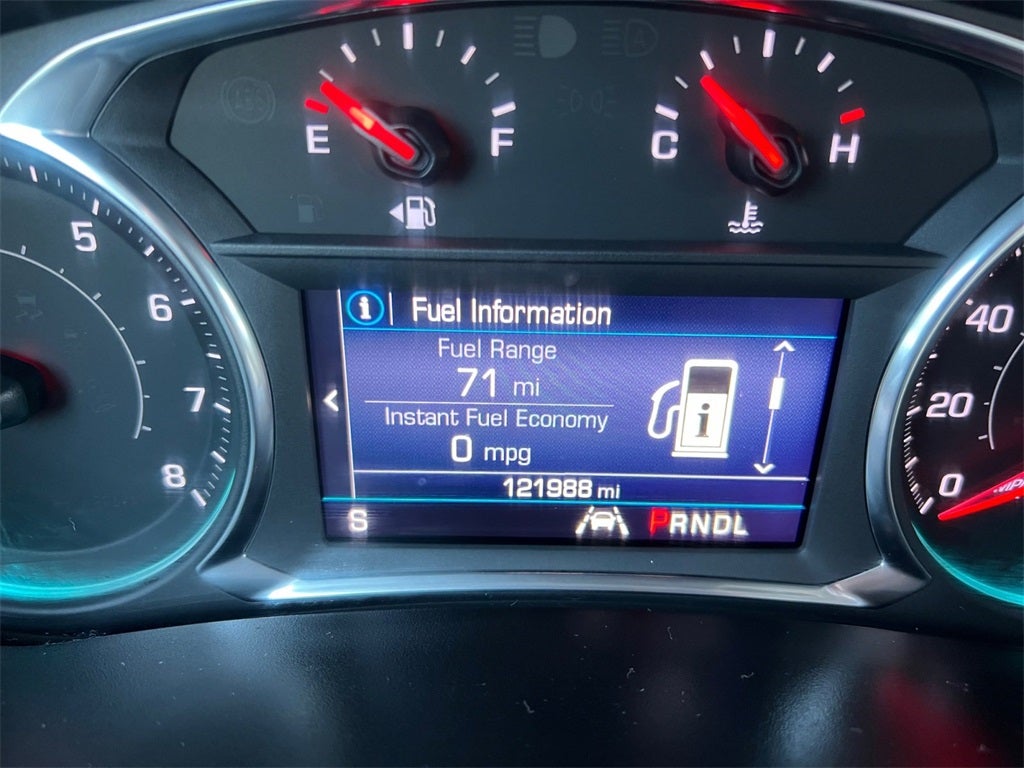 E
F
C
H
5
6
7
8
i Fuel Information
Fuel Range
71 mi
Instant Fuel Economy
0 mpg
i
121988 mi
S
PRNDL
40
20
0